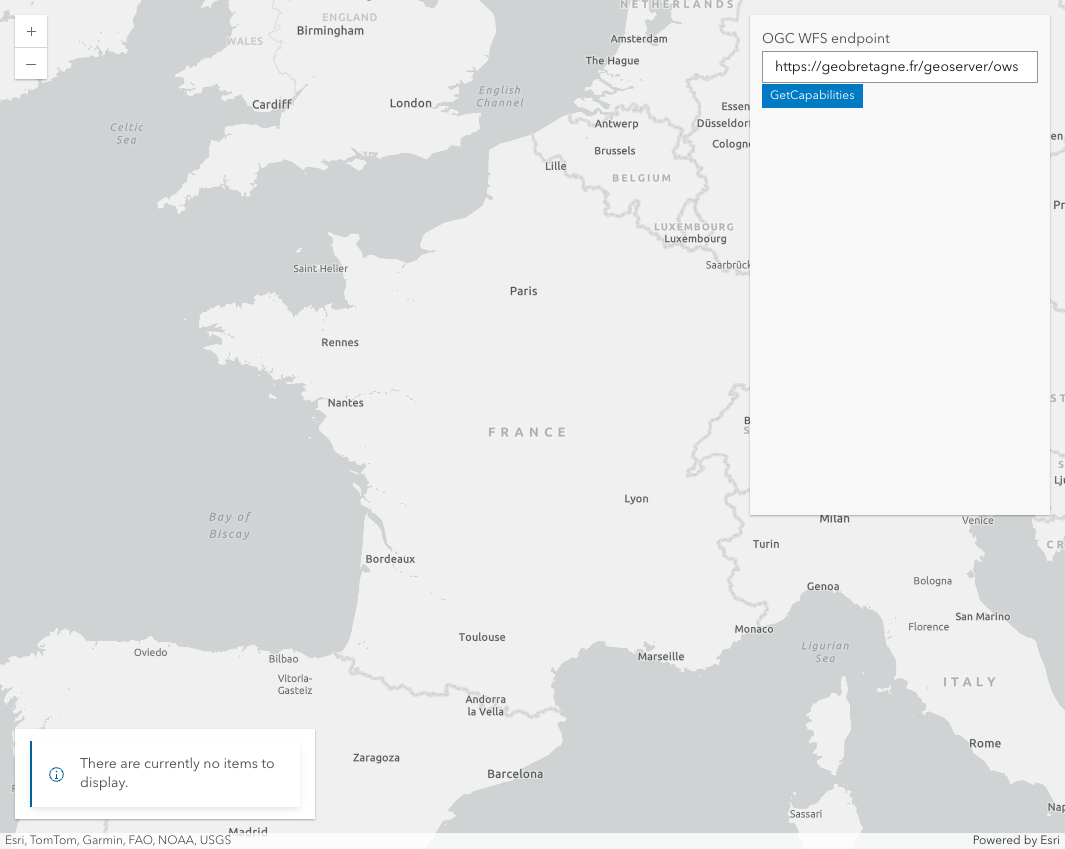 +
−
OGC WFS endpoint
https://geobretagne.fr/geoserver/ows
GetCapabilities
NETHERLANDS
ENGLAND
Birmingham
WALES
Amsterdam
The Hague
Cardiff
London
English
Channel
Celtic
Sea
Essen
Antwerp
Düsseldorf
Brussels
Cologne
Lille
BELGIUM
LUXEMBOURG
Luxembourg
Saint Helier
Saarbrück
Paris
Rennes
Nantes
FRANCE
Lyon
Bay of
Biscay
Milan
Venice
Turin
Bordeaux
Genoa
Bologna
San Marino
Florence
Monaco
Toulouse
Ligurian
Sea
Oviedo
Bilbao
Marseille
Vitoria-
Gasteiz
ITALY
Andorra
la Vella
Rome
Zaragoza
Barcelona
There are currently no items to
display.
Sassari
Madrid
Esri, TomTom, Garmin, FAO, NOAA, USGS
Powered by Esri